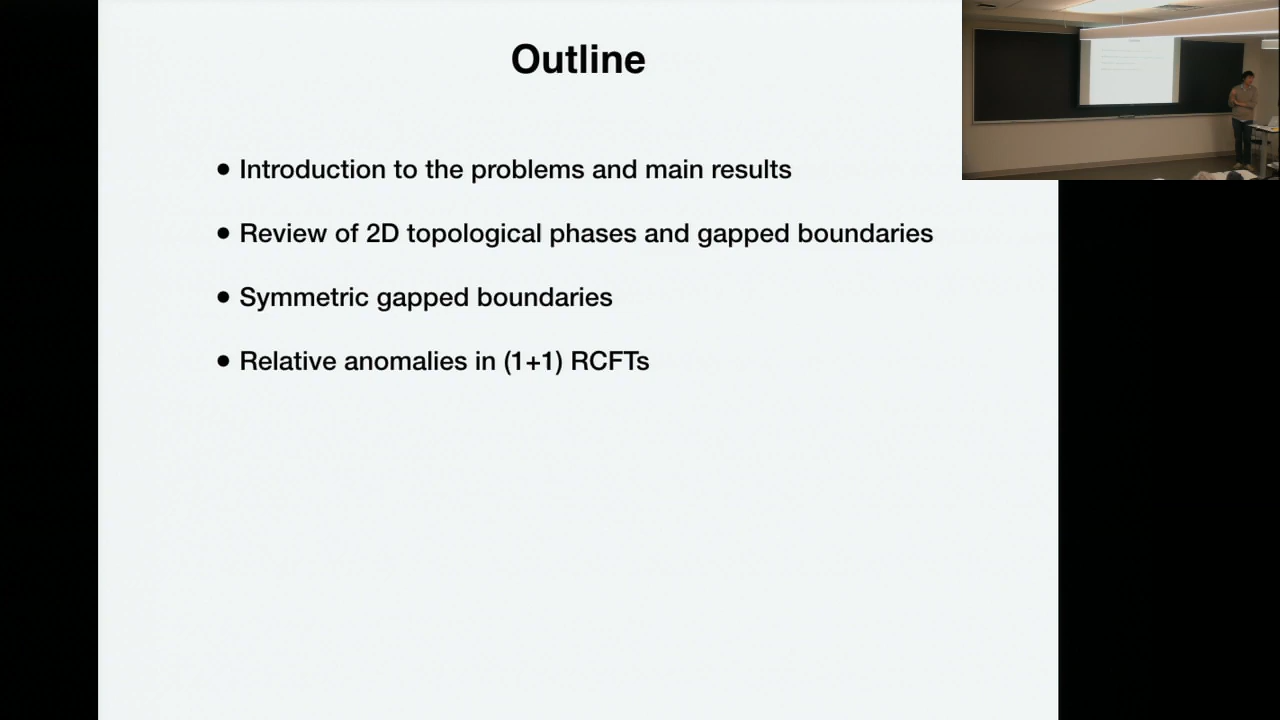 Outline
• Introduction to the problems and main results
• Review of 2D topological phases and gapped boundaries
• Symmetric gapped boundaries
• Relative anomalies in (1+1) RCFTs